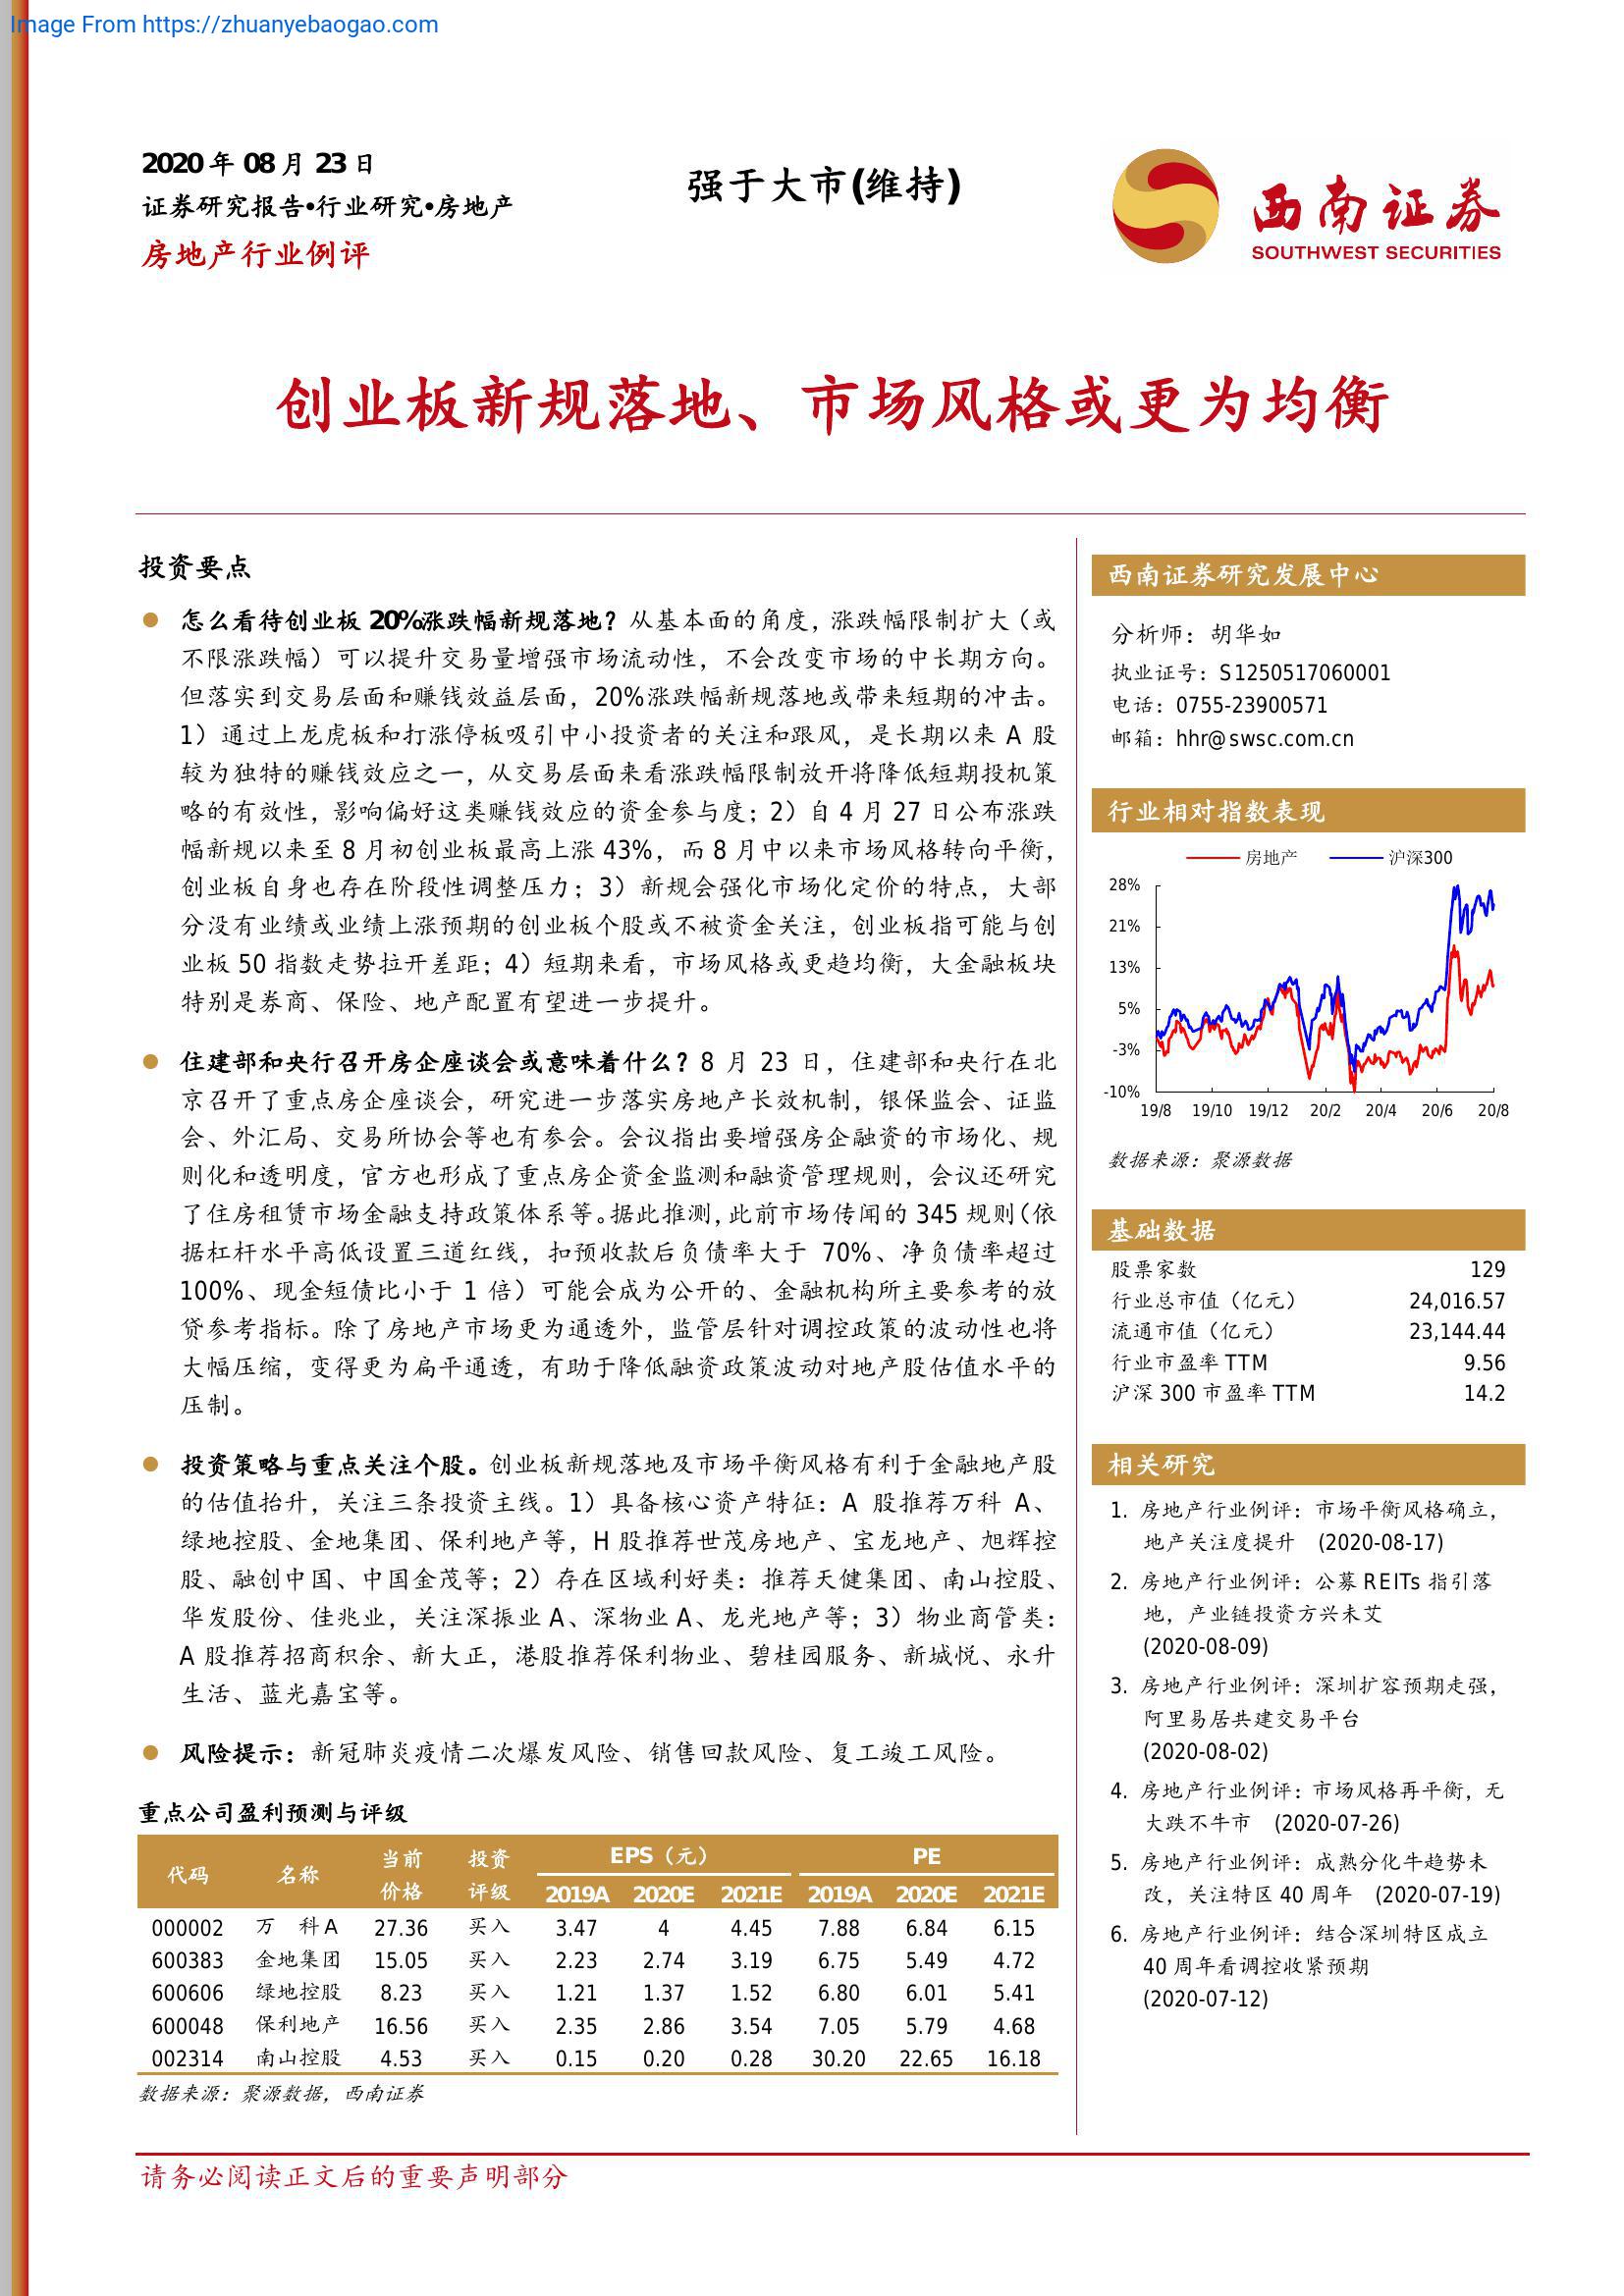 Image From https://zhuanyebaogao.com
2020 年 08 月 23 日
证券研究报告•行业研究•房地产
房地产行业例评
强于大市(维持)
西南证券
SOUTHWEST SECURITIES
创业板新规落地、市场风格或更为均衡
投资要点
怎么看待创业板 20%涨跌幅新规落地？从基本面的角度，涨跌幅限制扩大（或
不限涨跌幅）可以提升交易量增强市场流动性，不会改变市场的中长期方向。
但落实到交易层面和赚钱效益层面，20%涨跌幅新规落地或带来短期的冲击。
1）通过上龙虎板和打涨停板吸引中小投资者的关注和跟风，是长期以来 A 股
较为独特的赚钱效应之一，从交易层面来看涨跌幅限制放开将降低短期投机策
略的有效性，影响偏好这类赚钱效应的资金参与度；2）自 4 月 27 日公布涨跌
幅新规以来至 8 月初创业板最高上涨 43%，而 8 月中以来市场风格转向平衡，
创业板自身也存在阶段性调整压力；3）新规会强化市场化定价的特点，大部
分没有业绩或业绩上涨预期的创业板个股或不被资金关注，创业板指可能与创
业板 50 指数走势拉开差距；4）短期来看，市场风格或更趋均衡，大金融板块
特别是券商、保险、地产配置有望进一步提升。
住建部和央行召开房企座谈会或意味着什么？8 月 23 日，住建部和央行在北
京召开了重点房企座谈会，研究进一步落实房地产长效机制，银保监会、证监
会、外汇局、交易所协会等也有参会。会议指出要增强房企融资的市场化、规
则化和透明度，官方也形成了重点房企资金监测和融资管理规则，会议还研究
了住房租赁市场金融支持政策体系等。据此推测，此前市场传闻的 345 规则（依
据杠杆水平高低设置三道红线，扣预收款后负债率大于 70%、净负债率超过
100%、现金短债比小于 1 倍）可能会成为公开的、金融机构所主要参考的放
贷参考指标。除了房地产市场更为通透外，监管层针对调控政策的波动性也将
大幅压缩，变得更为扁平通透，有助于降低融资政策波动对地产股估值水平的
压制。
投资策略与重点关注个股。创业板新规落地及市场平衡风格有利于金融地产股
的估值抬升，关注三条投资主线。1）具备核心资产特征：A 股推荐万科 A、
绿地控股、金地集团、保利地产等，H 股推荐世茂房地产、宝龙地产、旭辉控
股、融创中国、中国金茂等；2）存在区域利好类：推荐天健集团、南山控股、
华发股份、佳兆业，关注深振业 A、深物业 A、龙光地产等；3）物业商管类：
A 股推荐招商积余、新大正，港股推荐保利物业、碧桂园服务、新城悦、永升
生活、蓝光嘉宝等。
风险提示：新冠肺炎疫情二次爆发风险、销售回款风险、复工竣工风险。
重点公司盈利预测与评级
代码 名称 当前价格 投资评级 EPS（元） PE
2019A 2020E 2021E 2019A 2020E 2021E
000002 万 科 A 27.36 买入 3.47 4 4.45 7.88 6.84 6.15
600383 金地集团 15.05 买入 2.23 2.74 3.19 6.75 5.49 4.72
600606 绿地控股 8.23 买入 1.21 1.37 1.52 6.80 6.01 5.41
600048 保利地产 16.56 买入 2.35 2.86 3.54 7.05 5.79 4.68
002314 南山控股 4.53 买入 0.15 0.20 0.28 30.20 22.65 16.18
数据来源：聚源数据，西南证券
西南证券研究发展中心
分析师：胡华如
执业证号：S1250517060001
电话：0755-23900571
邮箱：hhr@swsc.com.cn
行业相对指数表现
房地产 沪深300
28%
21%
13%
5%
-3%
-10%
19/8 19/10 19/12 20/2 20/4 20/6 20/8
数据来源：聚源数据
基础数据
股票家数 129
行业总市值（亿元） 24,016.57
流通市值（亿元） 23,144.44
行业市盈率 TTM 9.56
沪深 300 市盈率 TTM 14.2
相关研究
1. 房地产行业例评：市场平衡风格确立，
地产关注度提升 (2020-08-17)
2. 房地产行业例评：公募 REITs 指引落
地，产业链投资方兴未艾
(2020-08-09)
3. 房地产行业例评：深圳扩容预期走强，
阿里易居共建交易平台
(2020-08-02)
4. 房地产行业例评：市场风格再平衡，无
大跌不牛市 (2020-07-26)
5. 房地产行业例评：成熟分化牛趋势未
改，关注特区 40 周年 (2020-07-19)
6. 房地产行业例评：结合深圳特区成立
40 周年看调控收紧预期
(2020-07-12)
请务必阅读正文后的重要声明部分